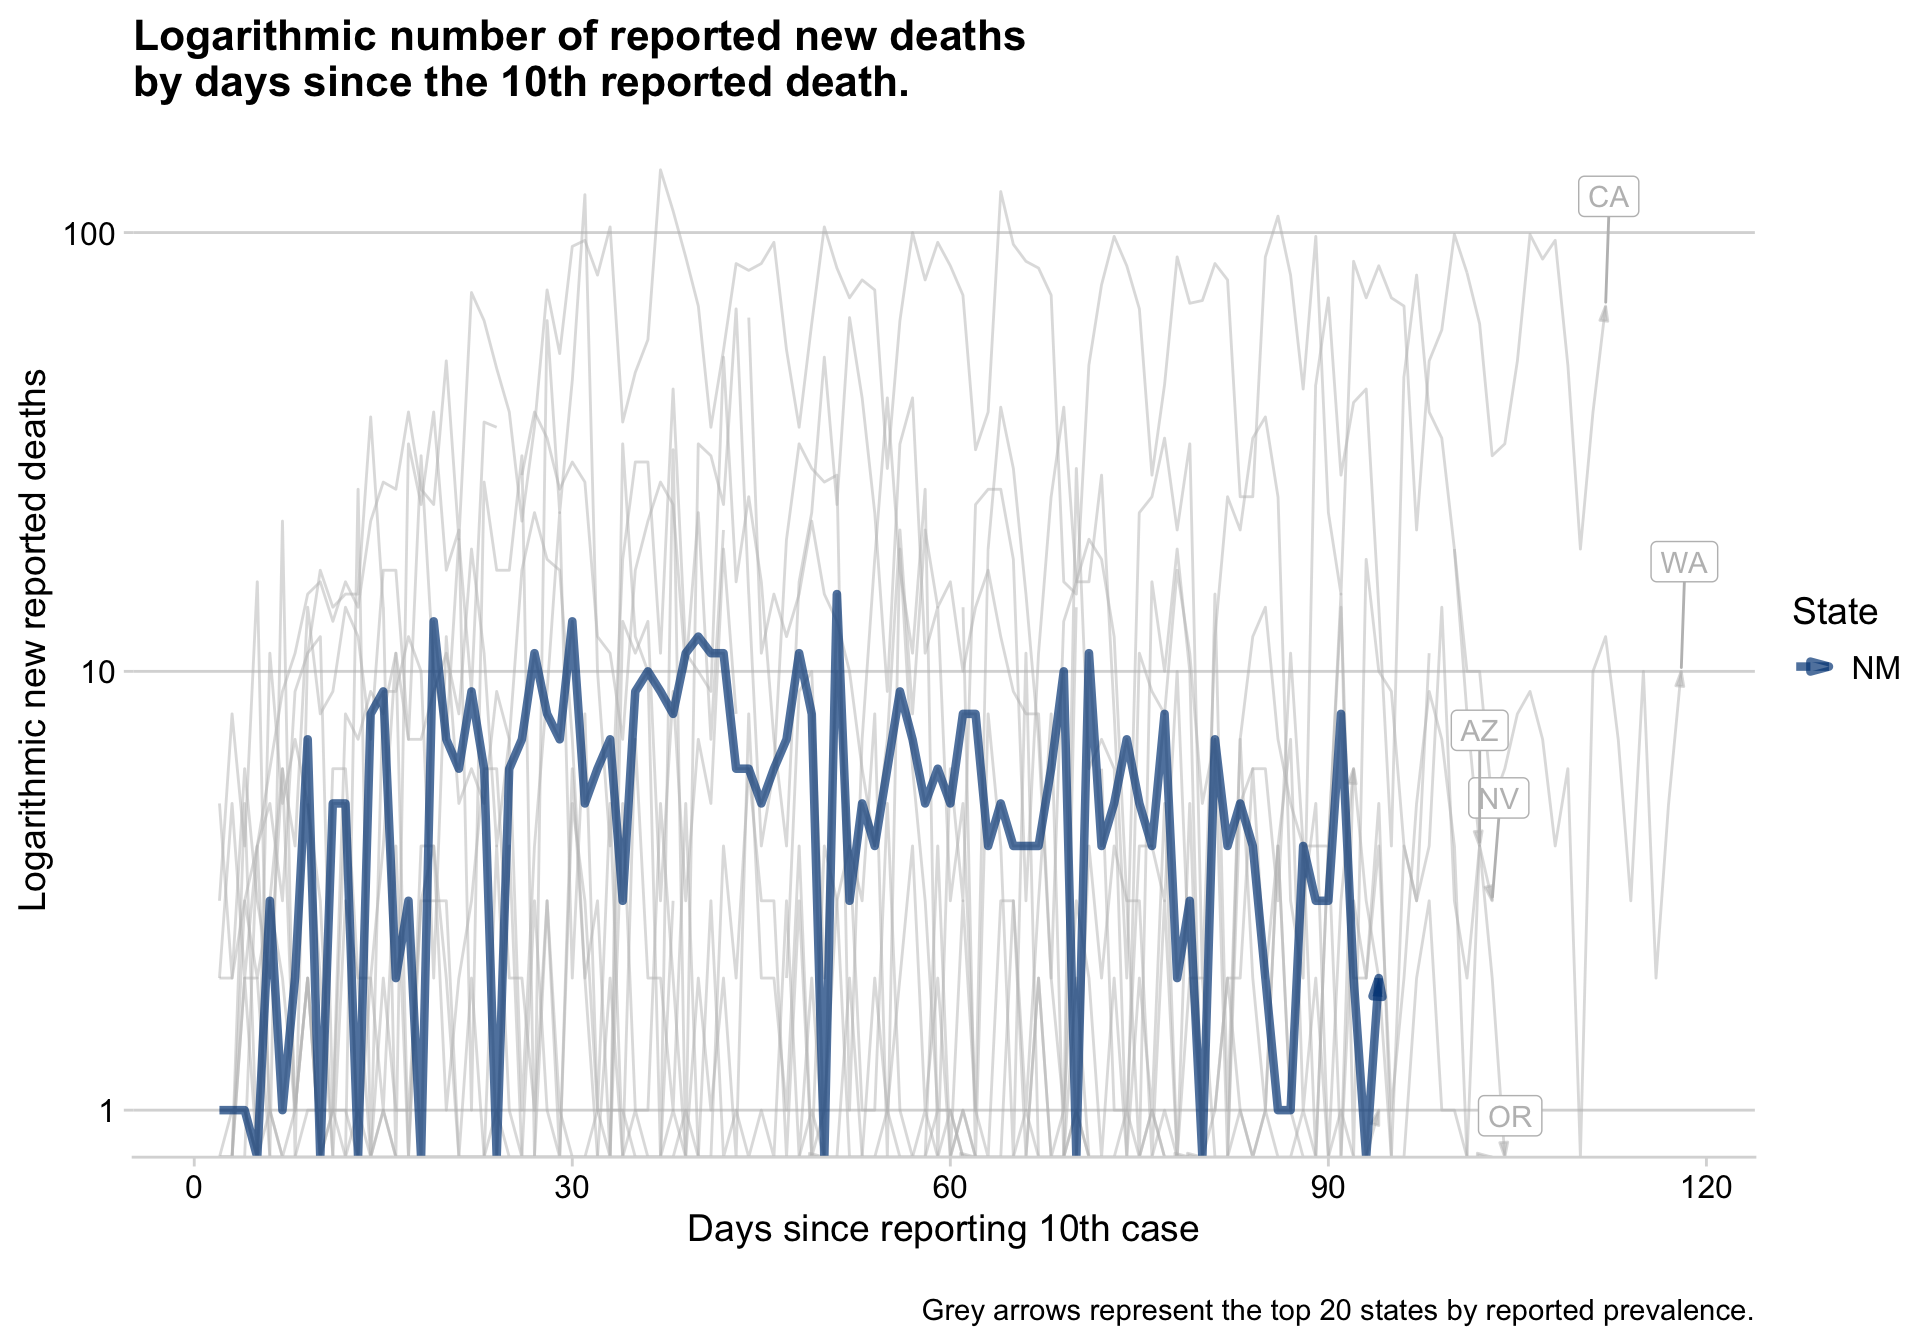 Logarithmic number of reported new deaths
by days since the 10th reported death.
Logarithmic new reported deaths
100
10
1
CA
WA
AZ
NV
OR
State
NM
0 30 60 90 120
Days since reporting 10th case
Grey arrows represent the top 20 states by reported prevalence.